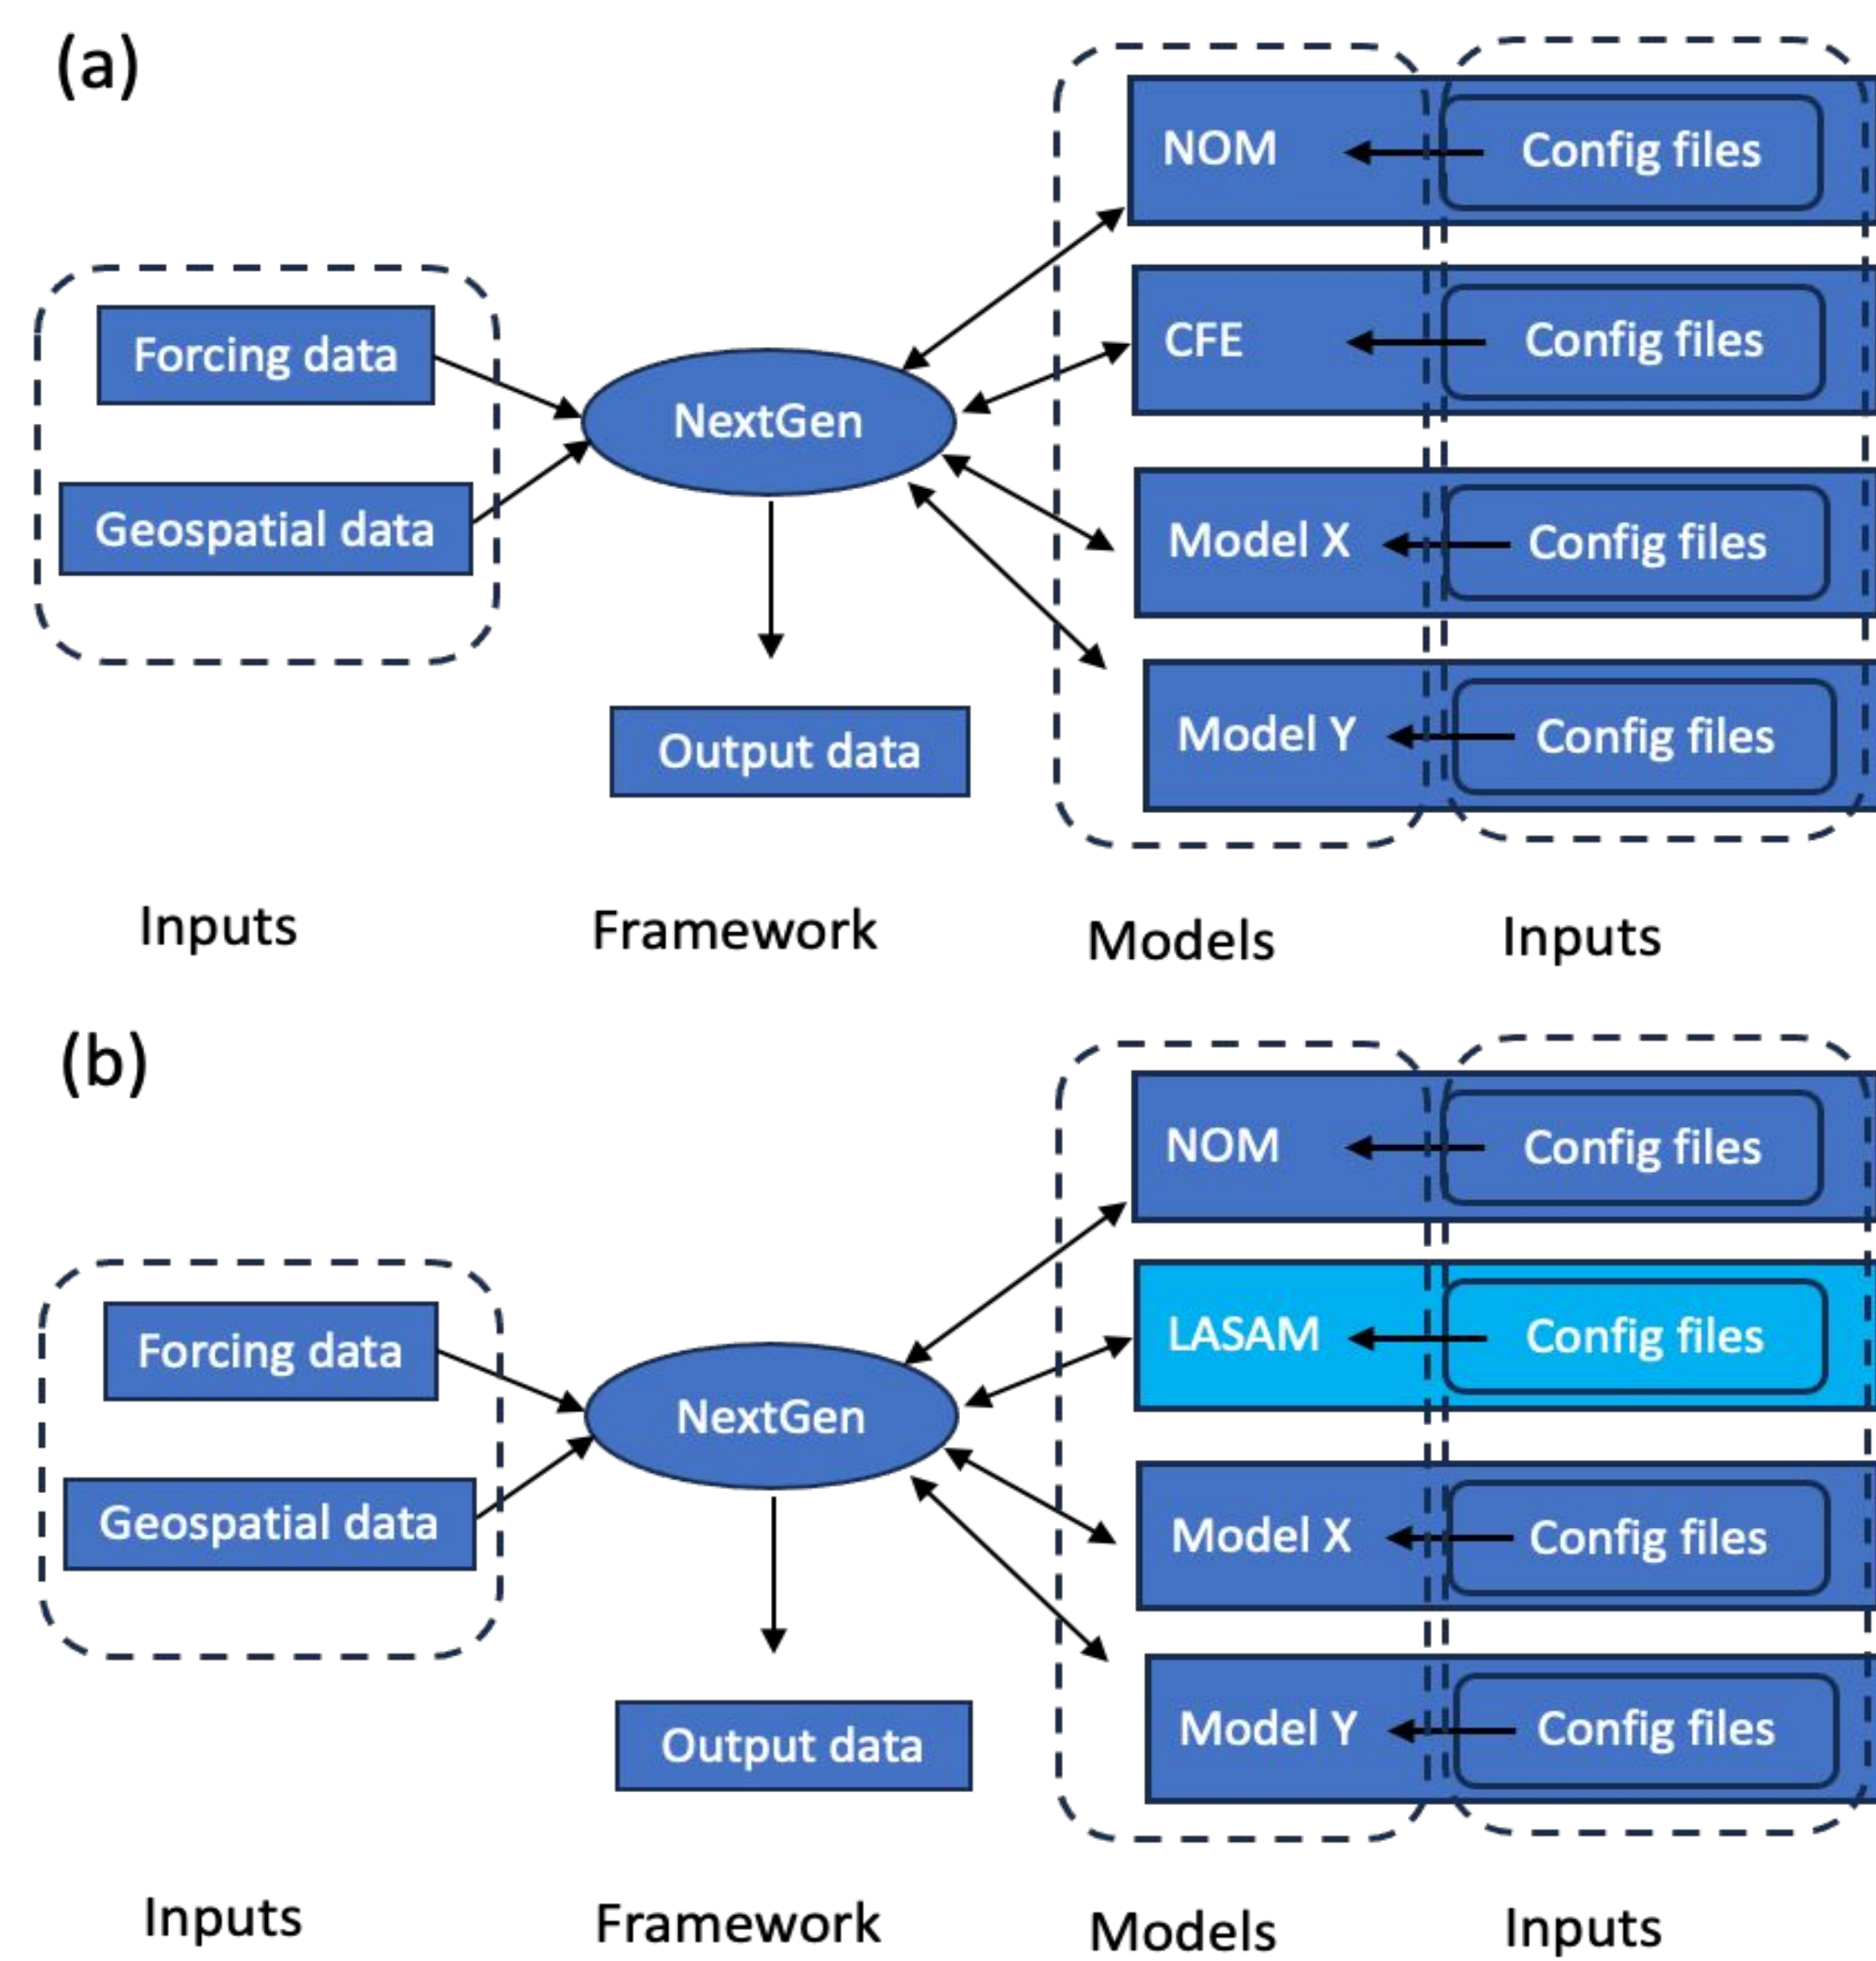 (a)
NOM
Config files
Forcing data
CFE
Config files
NextGen
Geospatial data
Model X
Config files
Output data
Model Y
Config files
Inputs
Framework
Models
Inputs
(b)
NOM
Config files
Forcing data
LASAM
Config files
NextGen
Geospatial data
Model X
Config files
Output data
Model Y
Config files
Inputs
Framework
Models
Inputs